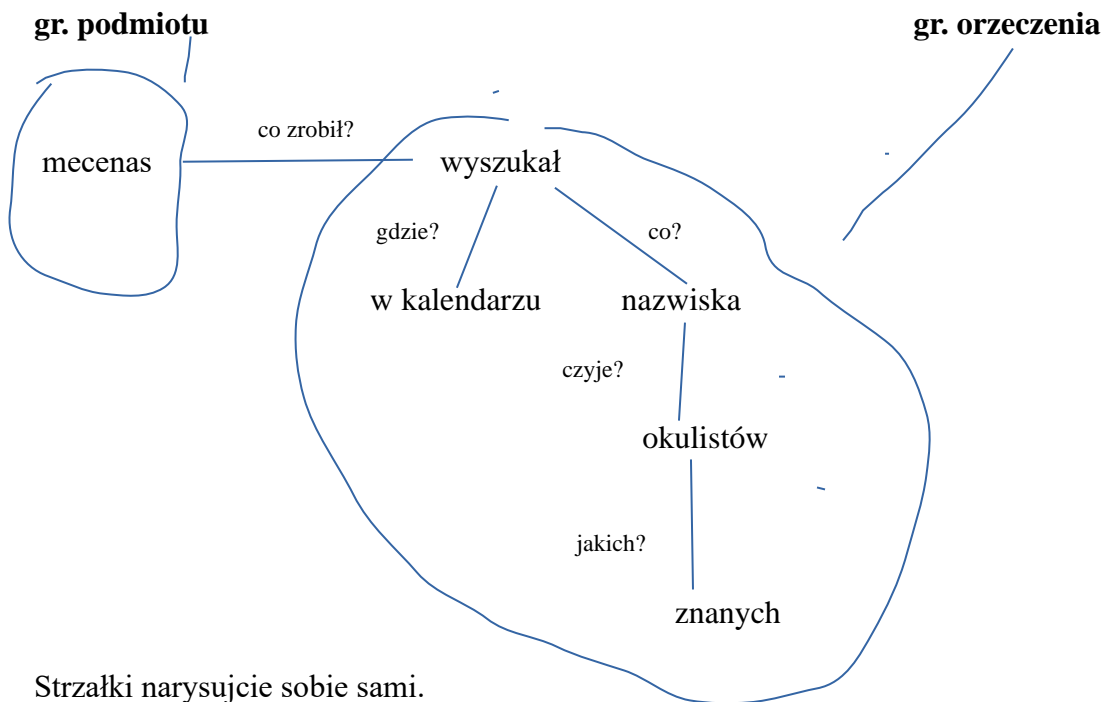 gr. podmiotu gr. orzeczenia
co zrobił?
mecenas wyszukał
gdzie? co?
w kalendarzu nazwiska
czyje?
okulistów
jakich?
znanych
Strzałki narysujcie sobie sami.